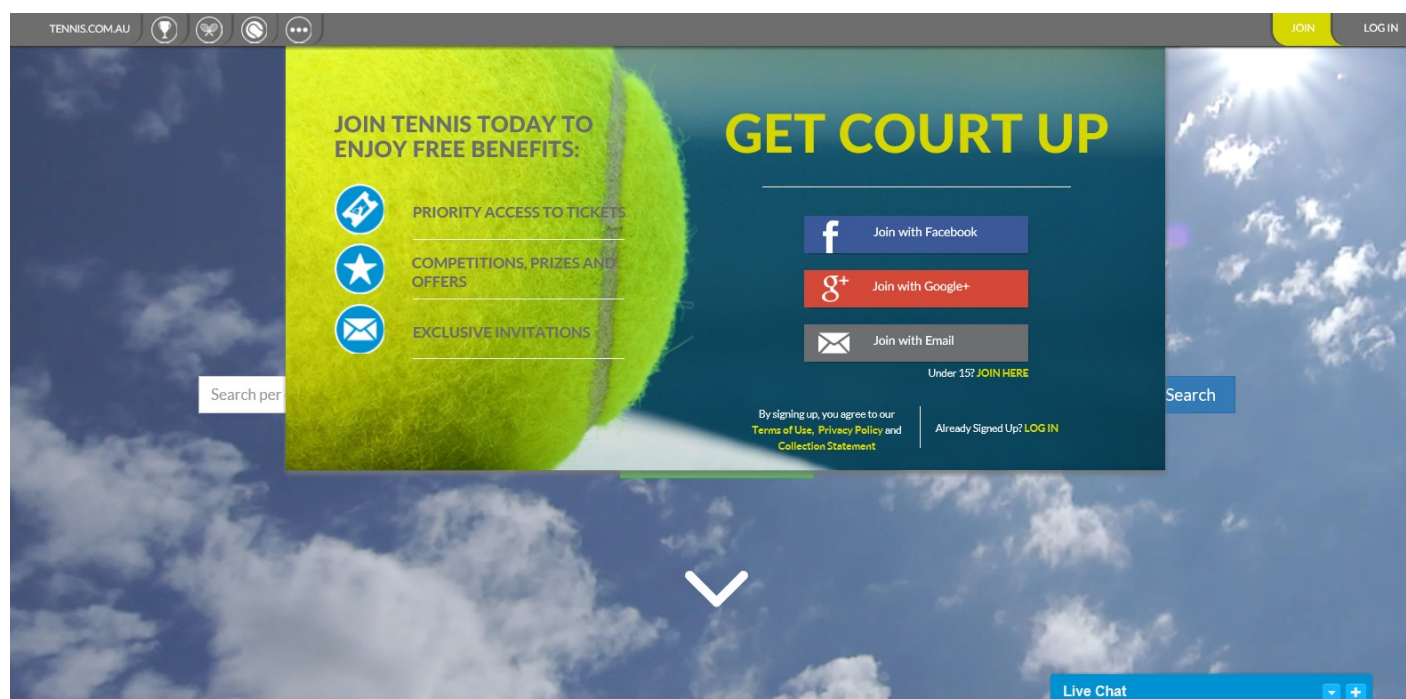 TENNIS.COM.AU
JOIN
LOG IN
JOIN TENNIS TODAY TO
ENJOY FREE BENEFITS:
PRIORITY ACCESS TO TICKETS
COMPETITIONS, PRIZES AND
OFFERS
EXCLUSIVE INVITATIONS
GET COURT UP
f Join with Facebook
g+ Join with Google+
Join with Email
Under 15? JOIN HERE
By signing up, you agree to our
Terms of Use, Privacy Policy and
Collection Statement
Already Signed Up? LOG IN
Search per
Search
Live Chat